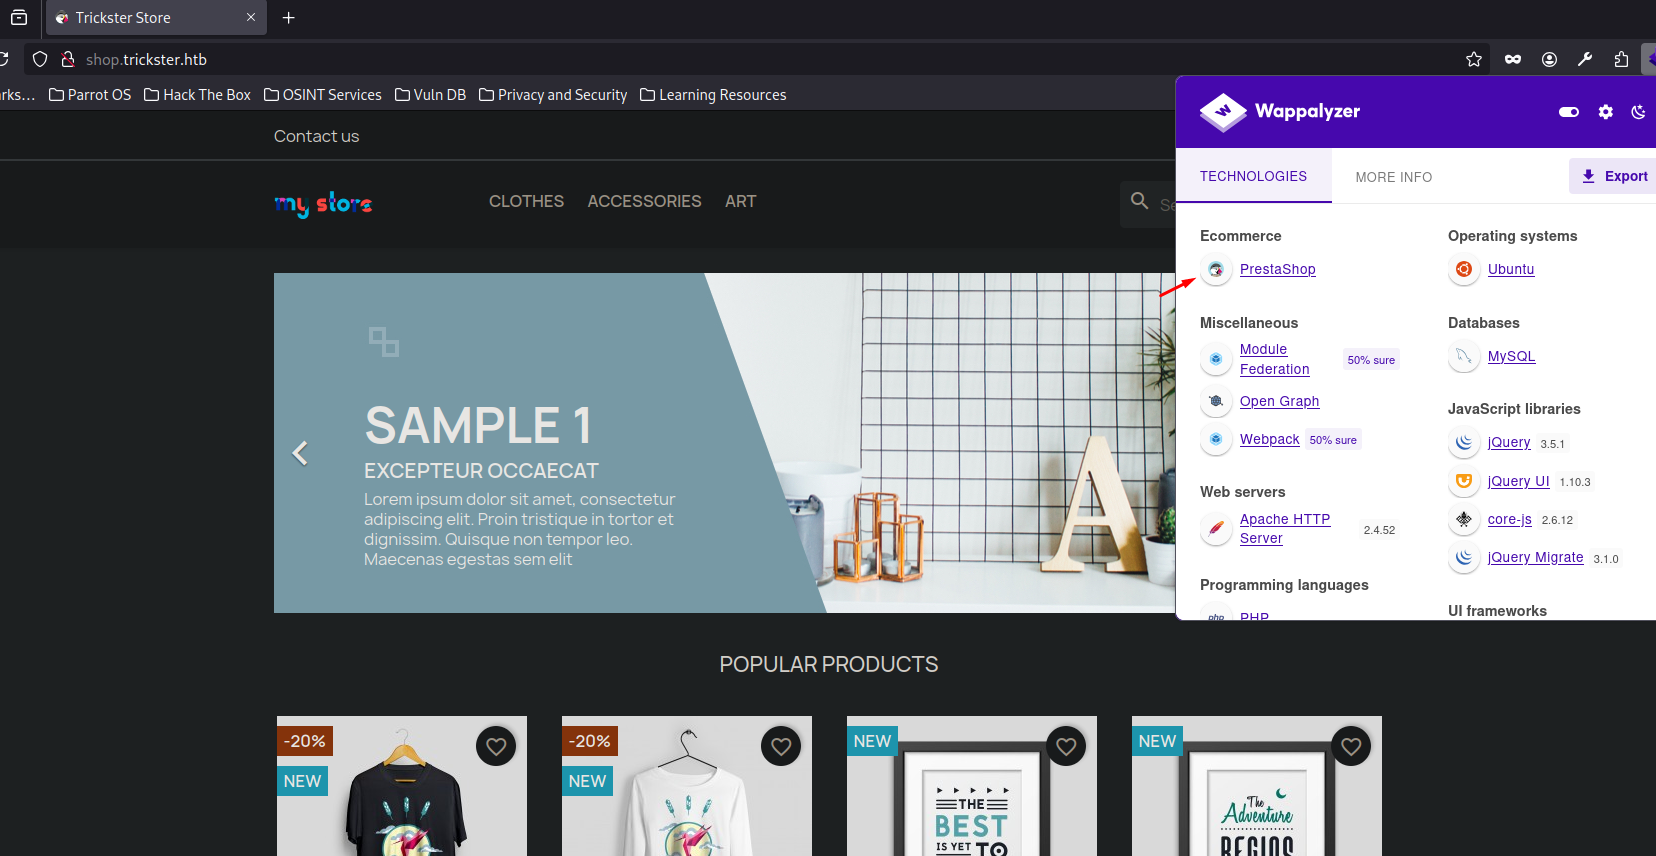 Trickster Store
shop.trickster.htb
rks...
Parrot OS
Hack The Box
OSINT Services
Vuln DB
Privacy and Security
Learning Resources
Contact us
my store
CLOTHES
ACCESSORIES
ART
Se
SAMPLE 1
EXCEPTEUR OCCAECAT
Lorem ipsum dolor sit amet, consectetur
adipiscing elit. Proin tristique in tortor et
dignissim. Quisque non tempor leo.
Maecenas egestas sem elit
A
Wappalyzer
TECHNOLOGIES
MORE INFO
Export
Ecommerce
PrestaShop
Miscellaneous
Module
Federation
50% sure
Open Graph
Webpack
50% sure
Web servers
Apache HTTP
Server
2.4.52
Programming languages
php
PHP
Operating systems
Ubuntu
Databases
MySQL
JavaScript libraries
jQuery 3.5.1
jQuery UI 1.10.3
core-js 2.6.12
jQuery Migrate 3.1.0
UI frameworks
POPULAR PRODUCTS
-20%
NEW
-20%
NEW
NEW
THE
BEST
IS YET TO
NEW
The
Adventure
BEGINS